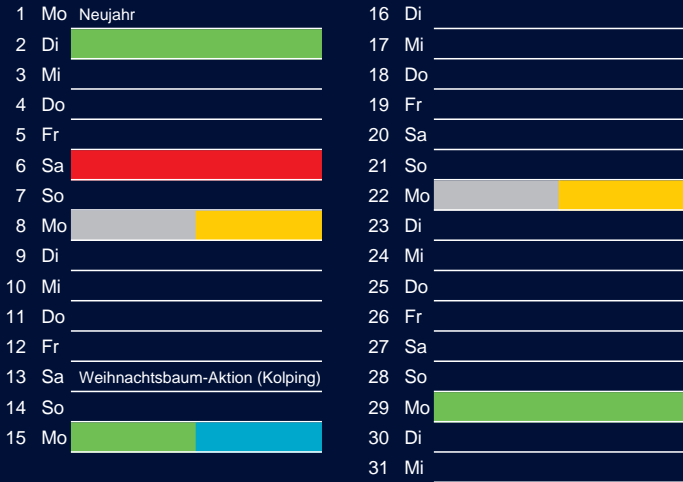 1 Mo Neujahr
2 Di
3 Mi
4 Do
5 Fr
6 Sa
7 So
8 Mo
9 Di
10 Mi
11 Do
12 Fr
13 Sa Weihnachtsbaum-Aktion (Kolping)
14 So
15 Mo
16 Di
17 Mi
18 Do
19 Fr
20 Sa
21 So
22 Mo
23 Di
24 Mi
25 Do
26 Fr
27 Sa
28 So
29 Mo
30 Di
31 Mi